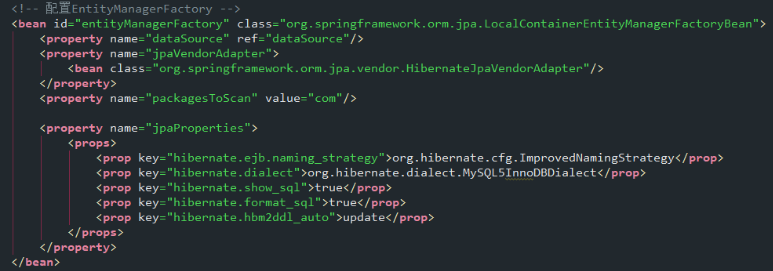 <!-- 配置EntityManagerFactory -->
<bean id="entityManagerFactory" class="org.springframework.orm.jpa.LocalContainerEntityManagerFactoryBean">
    <property name="dataSource" ref="dataSource"/>
    <property name="jpaVendorAdapter">
        <bean class="org.springframework.orm.jpa.vendor.HibernateJpaVendorAdapter"/>
    </property>
    <property name="packagesToScan" value="com"/>

    <property name="jpaProperties">
        <props>
            <prop key="hibernate.ejb.naming_strategy">org.hibernate.cfg.ImprovedNamingStrategy</prop>
            <prop key="hibernate.dialect">org.hibernate.dialect.MySQL5InnoDBDialect</prop>
            <prop key="hibernate.show_sql">true</prop>
            <prop key="hibernate.format_sql">true</prop>
            <prop key="hibernate.hbm2ddl_auto">update</prop>
        </props>
    </property>
</bean>